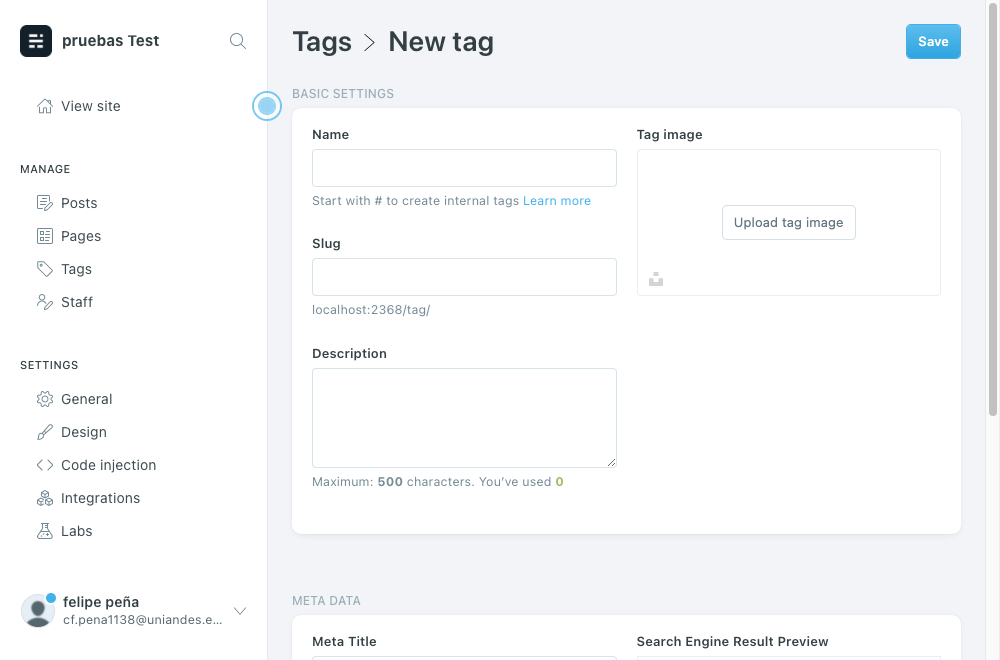 pruebas Test
View site
MANAGE
Posts
Pages
Tags
Staff
SETTINGS
General
Design
Code injection
Integrations
Labs
felipe peña
cf.pena1138@uniandes.e...
Tags > New tag
Save
BASIC SETTINGS
Name
Start with # to create internal tags Learn more
Slug
localhost:2368/tag/
Description
Maximum: 500 characters. You’ve used 0
Tag image
Upload tag image
META DATA
Meta Title
Search Engine Result Preview